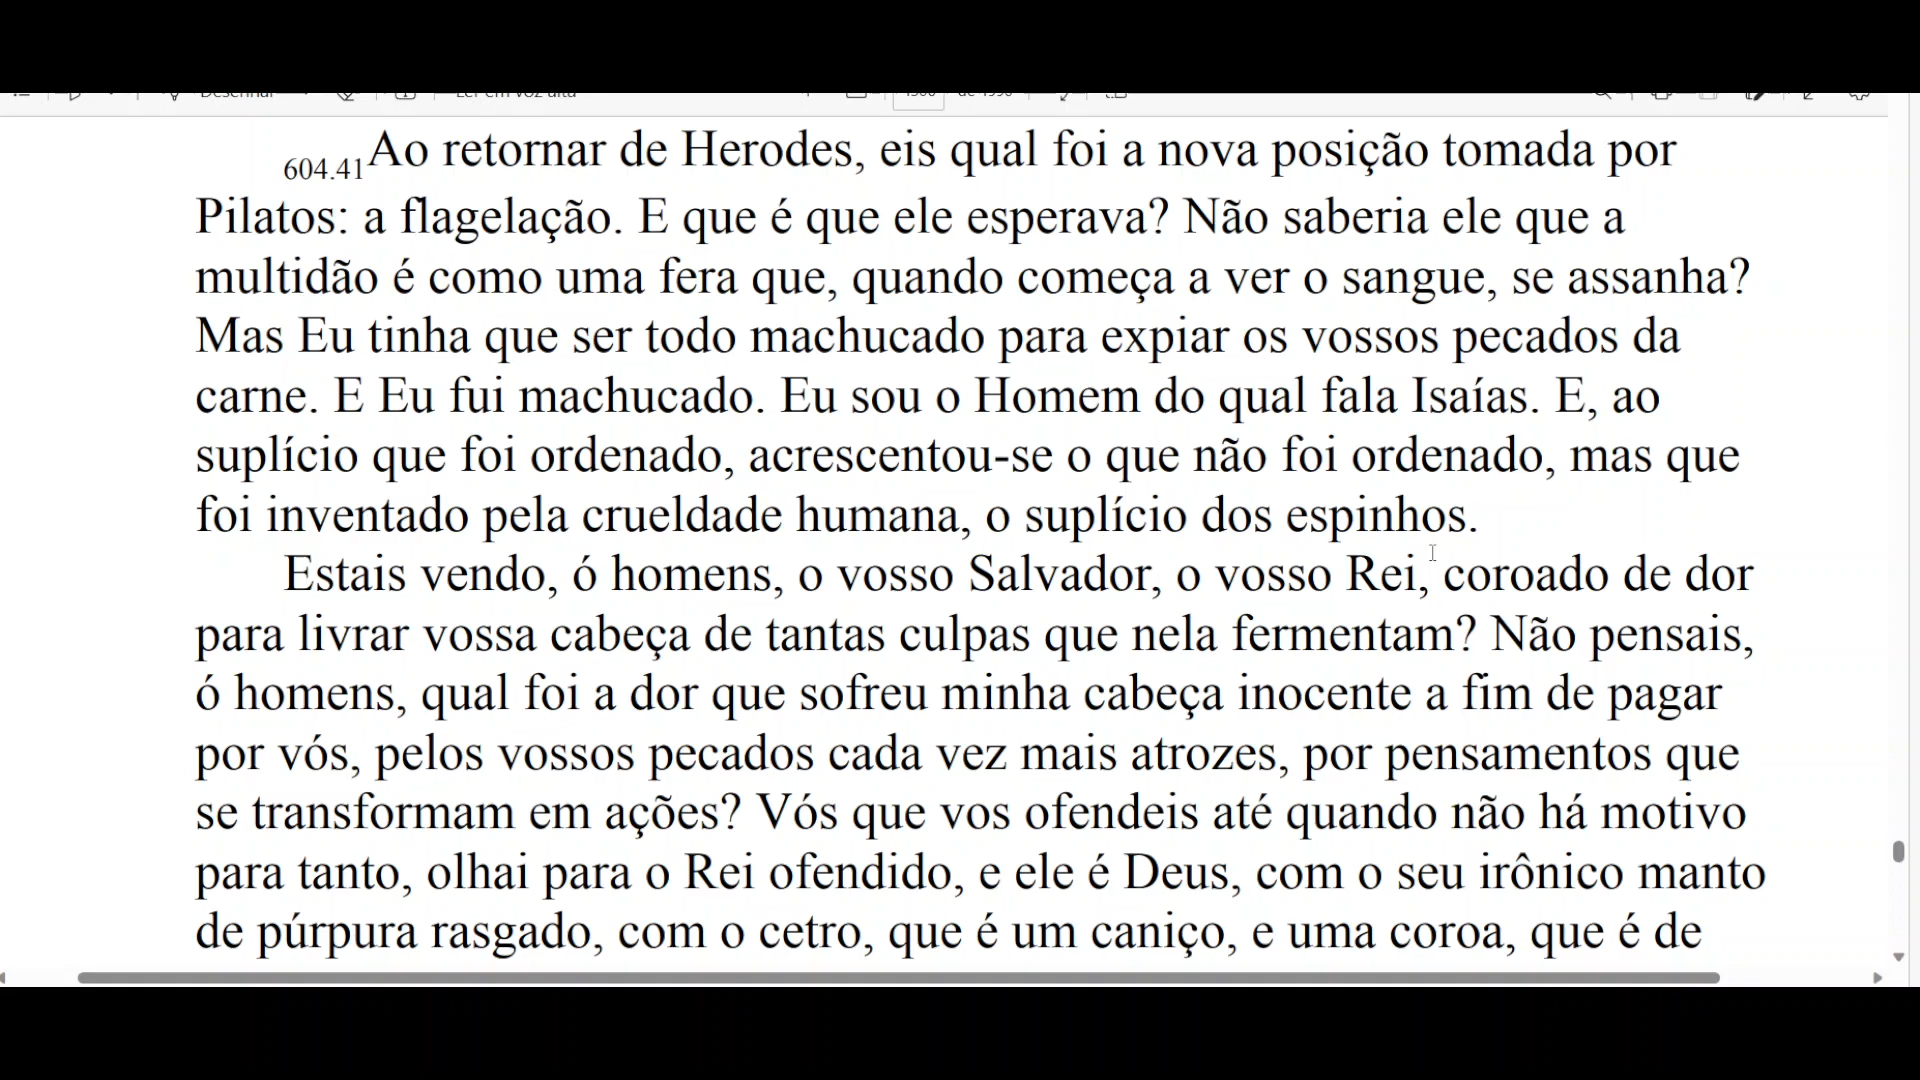 Desenhar Ler em voz alta de 4996
604.41Ao retornar de Herodes, eis qual foi a nova posição tomada por
Pilatos: a flagelação. E que é que ele esperava? Não saberia ele que a
multidão é como uma fera que, quando começa a ver o sangue, se assanha?
Mas Eu tinha que ser todo machucado para expiar os vossos pecados da
carne. E Eu fui machucado. Eu sou o Homem do qual fala Isaías. E, ao
suplício que foi ordenado, acrescentou-se o que não foi ordenado, mas que
foi inventado pela crueldade humana, o suplício dos espinhos.
Estais vendo, ó homens, o vosso Salvador, o vosso Rei, coroado de dor
para livrar vossa cabeça de tantas culpas que nela fermentam? Não pensais,
ó homens, qual foi a dor que sofreu minha cabeça inocente a fim de pagar
por vós, pelos vossos pecados cada vez mais atrozes, por pensamentos que
se transformam em ações? Vós que vos ofendeis até quando não há motivo
para tanto, olhai para o Rei ofendido, e ele é Deus, com o seu irônico manto
de púrpura rasgado, com o cetro, que é um caniço, e uma coroa, que é de